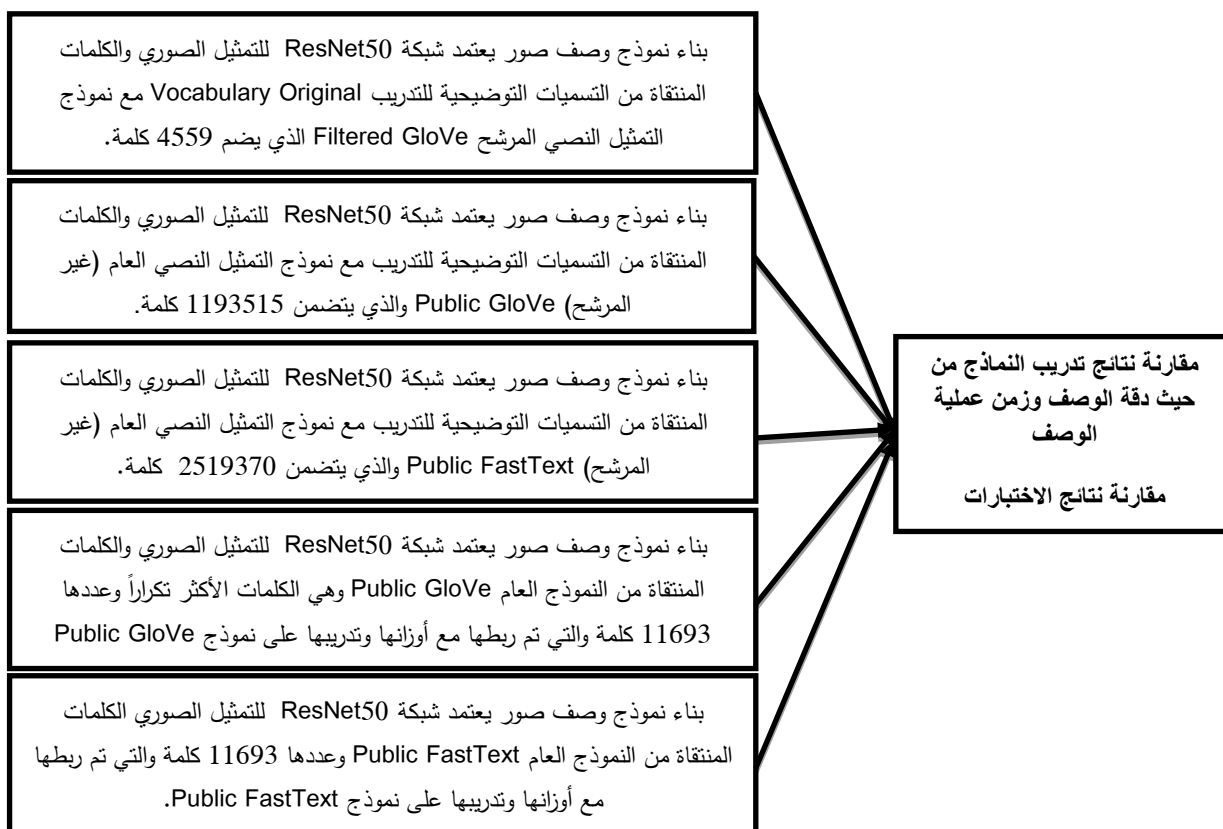 بناء نموذج وصف صور يعتمد شبكة ResNet50 للتمثيل الصوري والكلمات
المنتقاة من التسميات التوضيحية للتدريب Vocabulary Original مع نموذج
التمثيل النصي المرشح Filtered GloVe الذي يضم 4559 كلمة.
بناء نموذج وصف صور يعتمد شبكة ResNet50 للتمثيل الصوري والكلمات
المنتقاة من التسميات التوضيحية للتدريب مع نموذج التمثيل النصي العام (غير
المرشح) Public GloVe والذي يتضمن 1193515 كلمة.
بناء نموذج وصف صور يعتمد شبكة ResNet50 للتمثيل الصوري والكلمات
المنتقاة من التسميات التوضيحية للتدريب مع نموذج التمثيل النصي العام (غير
المرشح) Public FastText والذي يتضمن 2519370 كلمة.
بناء نموذج وصف صور يعتمد شبكة ResNet50 للتمثيل الصوري والكلمات
المنتقاة من النموذج العام Public GloVe وهي الكلمات الأكثر تكراراً وعددها
11693 كلمة والتي تم ربطها مع أوزانها وتدريبها على نموذج Public GloVe
بناء نموذج وصف صور يعتمد شبكة ResNet50 للتمثيل الصوري الكلمات
المنتقاة من النموذج العام Public FastText وعددها 11693 كلمة والتي تم ربطها
مع أوزانها وتدريبها على نموذج Public FastText.
مقارنة نتائج تدريب النماذج من
حيث دقة الوصف وزمن عملية
الوصف
مقارنة نتائج الاختبارات